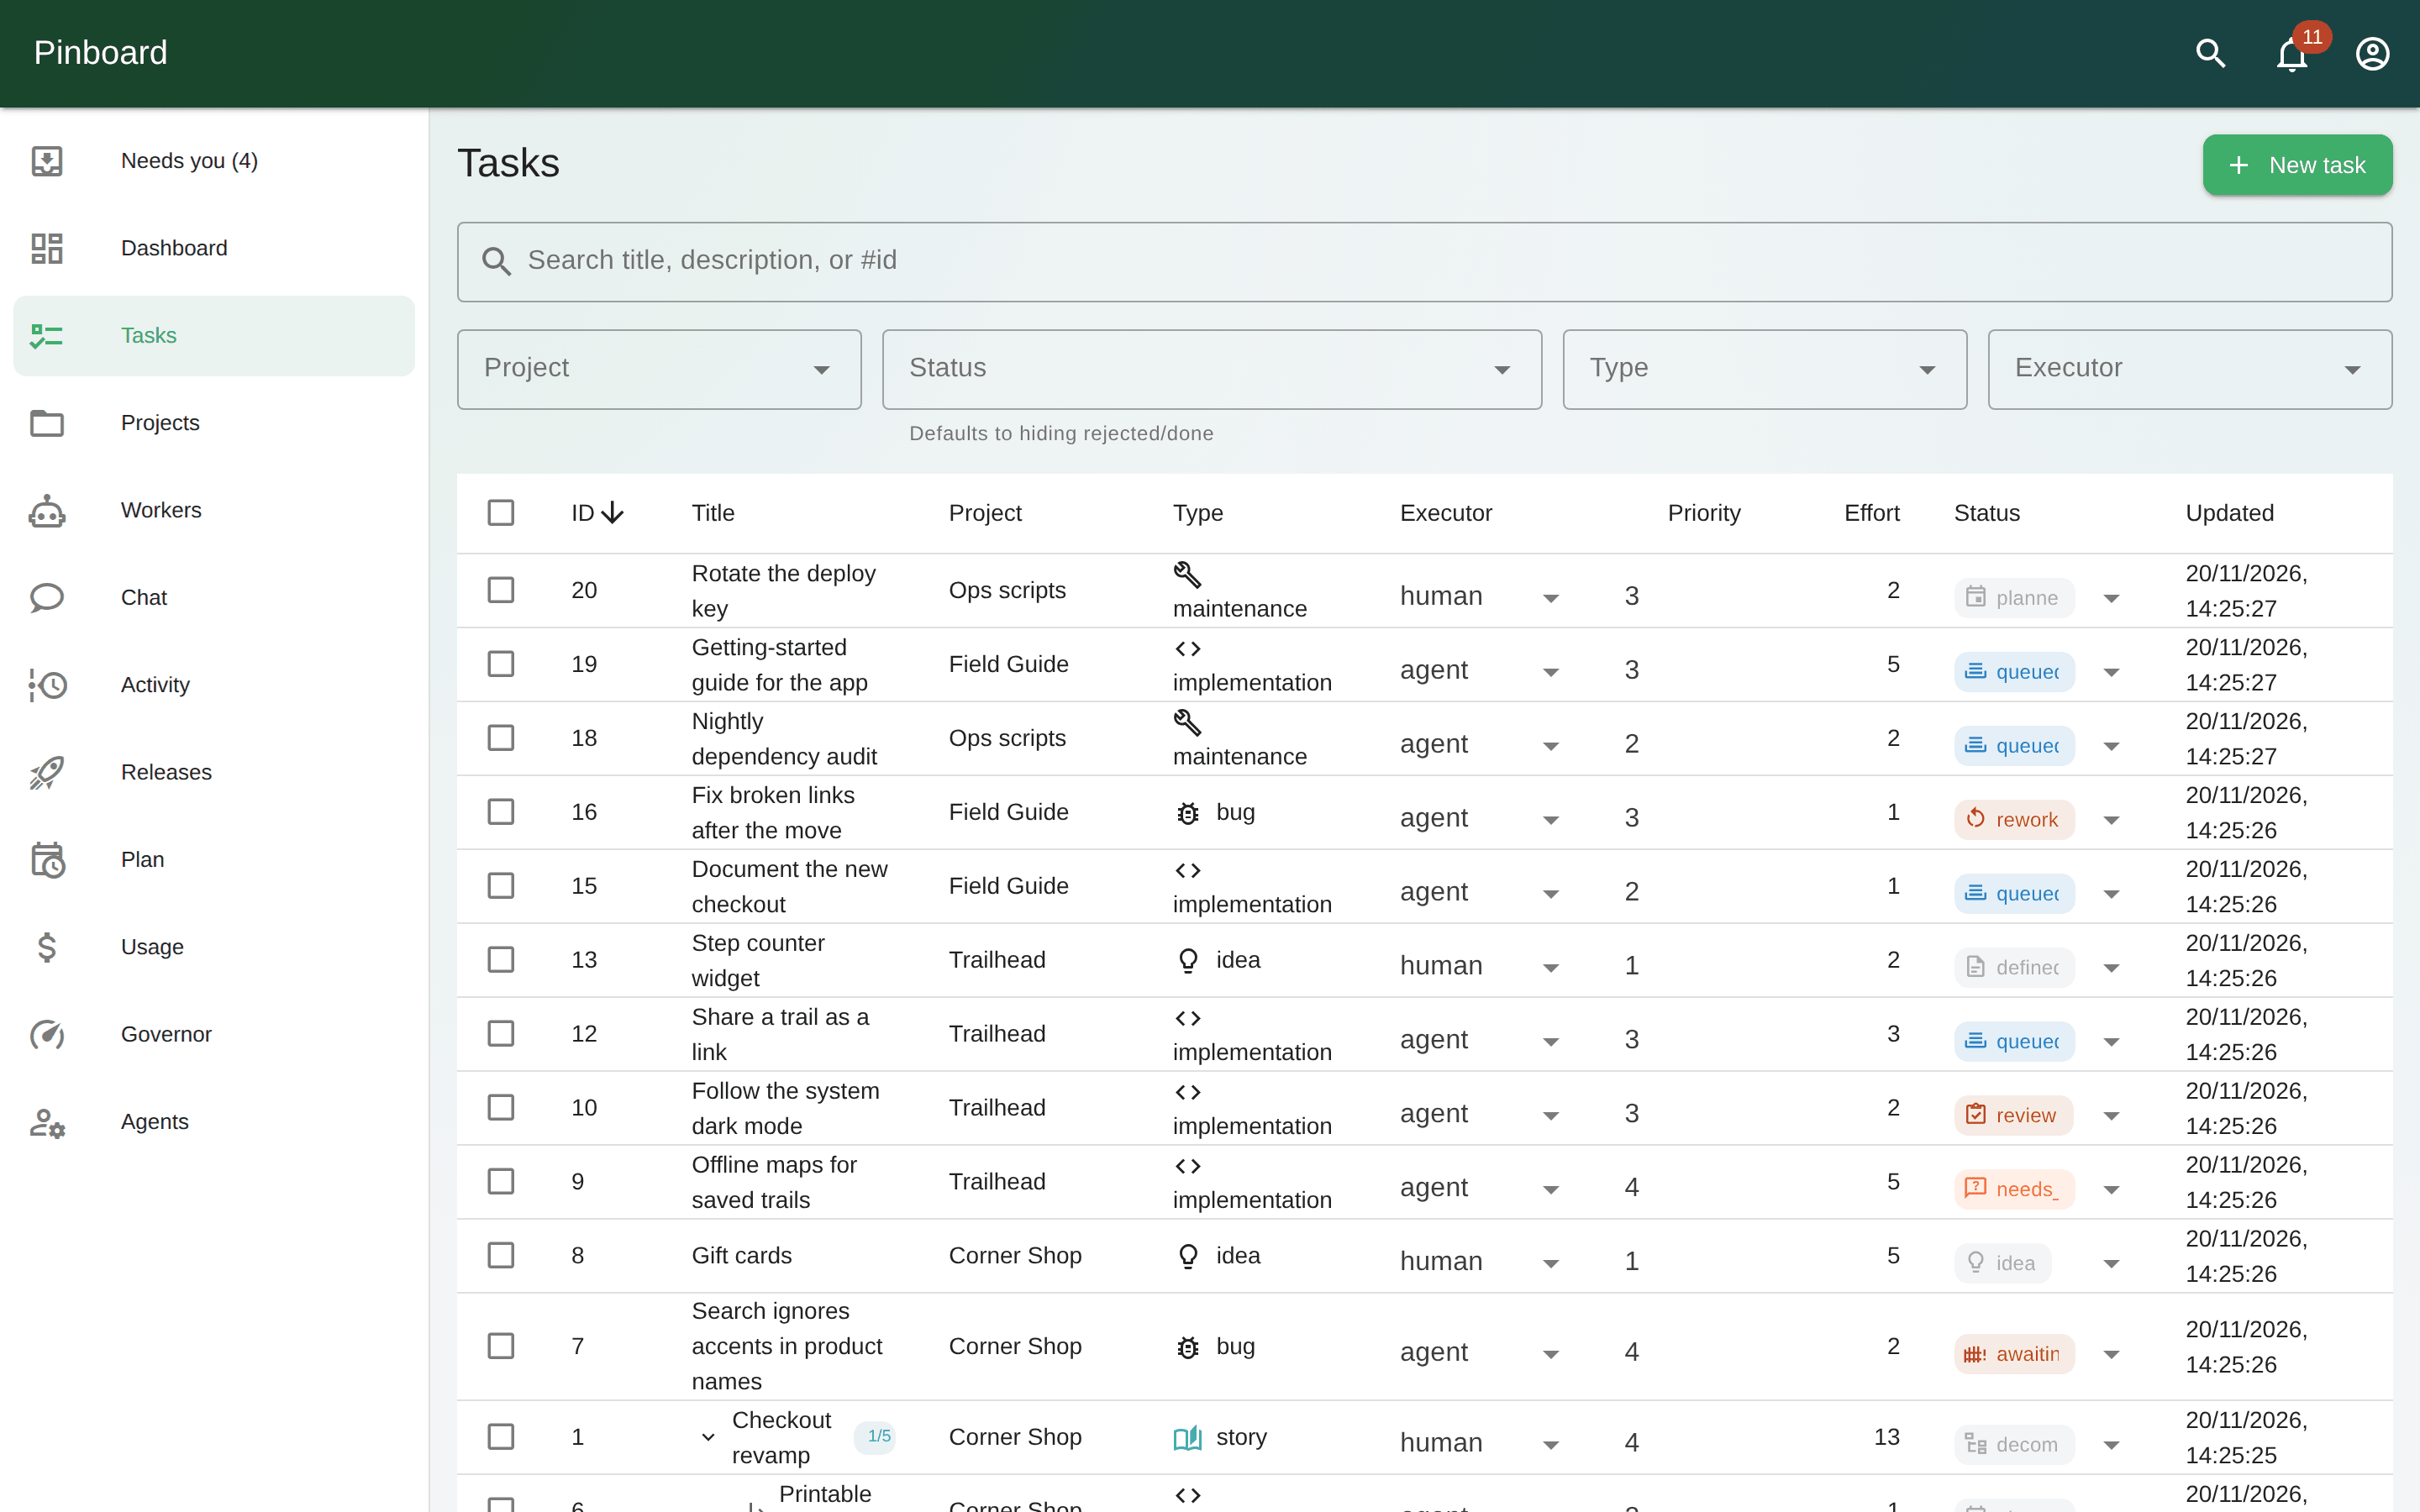 Pinboard
11
Needs you (4)
Dashboard
Tasks
Projects
Workers
Chat
Activity
Releases
Plan
Usage
Governor
Agents
Tasks
New task
Search title, description, or #id
Project
Status
Type
Executor
Defaults to hiding rejected/done
ID Title Project Type Executor Priority Effort Status Updated
20 Rotate the deploy key Ops scripts maintenance human 3 2 planne 20/11/2026, 14:25:27
19 Getting-started guide for the app Field Guide implementation agent 3 5 queued 20/11/2026, 14:25:27
18 Nightly dependency audit Ops scripts maintenance agent 2 2 queued 20/11/2026, 14:25:27
16 Fix broken links after the move Field Guide bug agent 3 1 rework 20/11/2026, 14:25:26
15 Document the new checkout Field Guide implementation agent 2 1 queued 20/11/2026, 14:25:26
13 Step counter widget Trailhead idea human 1 2 defined 20/11/2026, 14:25:26
12 Share a trail as a link Trailhead implementation agent 3 3 queued 20/11/2026, 14:25:26
10 Follow the system dark mode Trailhead implementation agent 3 2 review 20/11/2026, 14:25:26
9 Offline maps for saved trails Trailhead implementation agent 4 5 needs_ 20/11/2026, 14:25:26
8 Gift cards Corner Shop idea human 1 5 idea 20/11/2026, 14:25:26
7 Search ignores accents in product names Corner Shop bug agent 4 2 awaitin 20/11/2026, 14:25:26
1 Checkout revamp 1/5 Corner Shop story human 4 13 decom 20/11/2026, 14:25:25
6 Printable Corner Shop 1 20/11/2026,